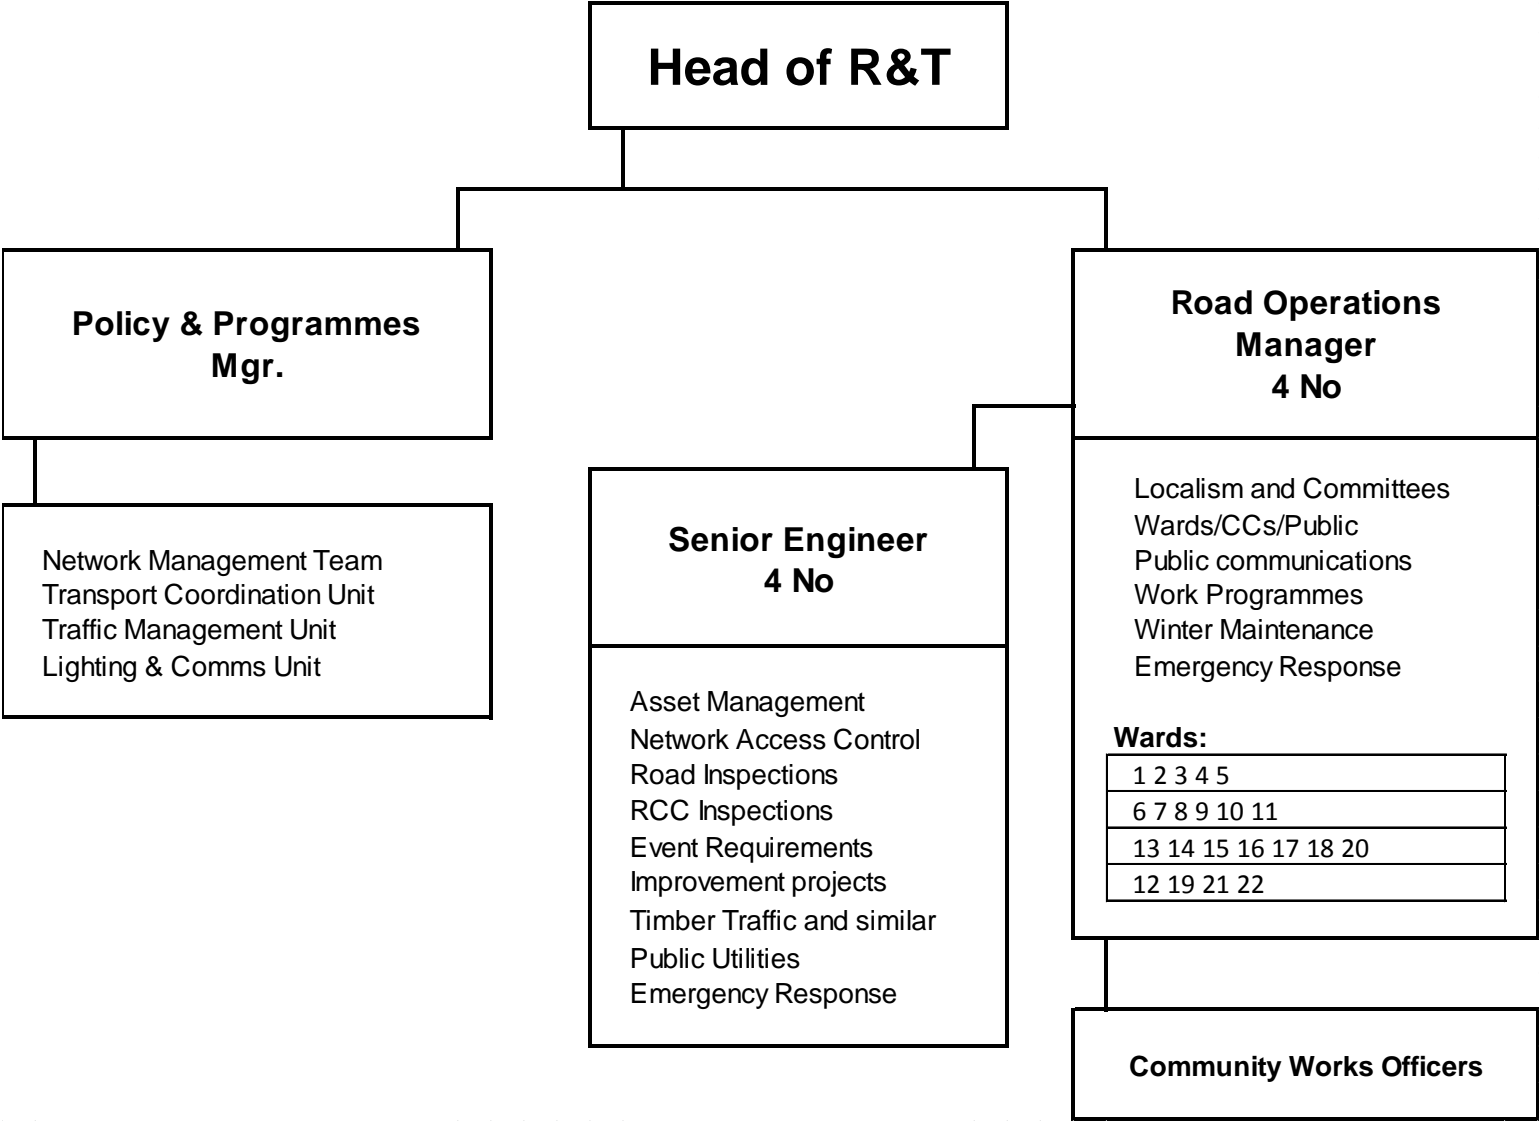 Head of R&T
Policy & Programmes
Mgr.
Network Management Team
Transport Coordination Unit
Traffic Management Unit
Lighting & Comms Unit
Senior Engineer
4 No
Asset Management
Network Access Control
Road Inspections
RCC Inspections
Event Requirements
Improvement projects
Timber Traffic and similar
Public Utilities
Emergency Response
Road Operations
Manager
4 No
Localism and Committees
Wards/CCs/Public
Public communications
Work Programmes
Winter Maintenance
Emergency Response
Wards:
1 2 3 4 5
6 7 8 9 10 11
13 14 15 16 17 18 20
12 19 21 22
Community Works Officers